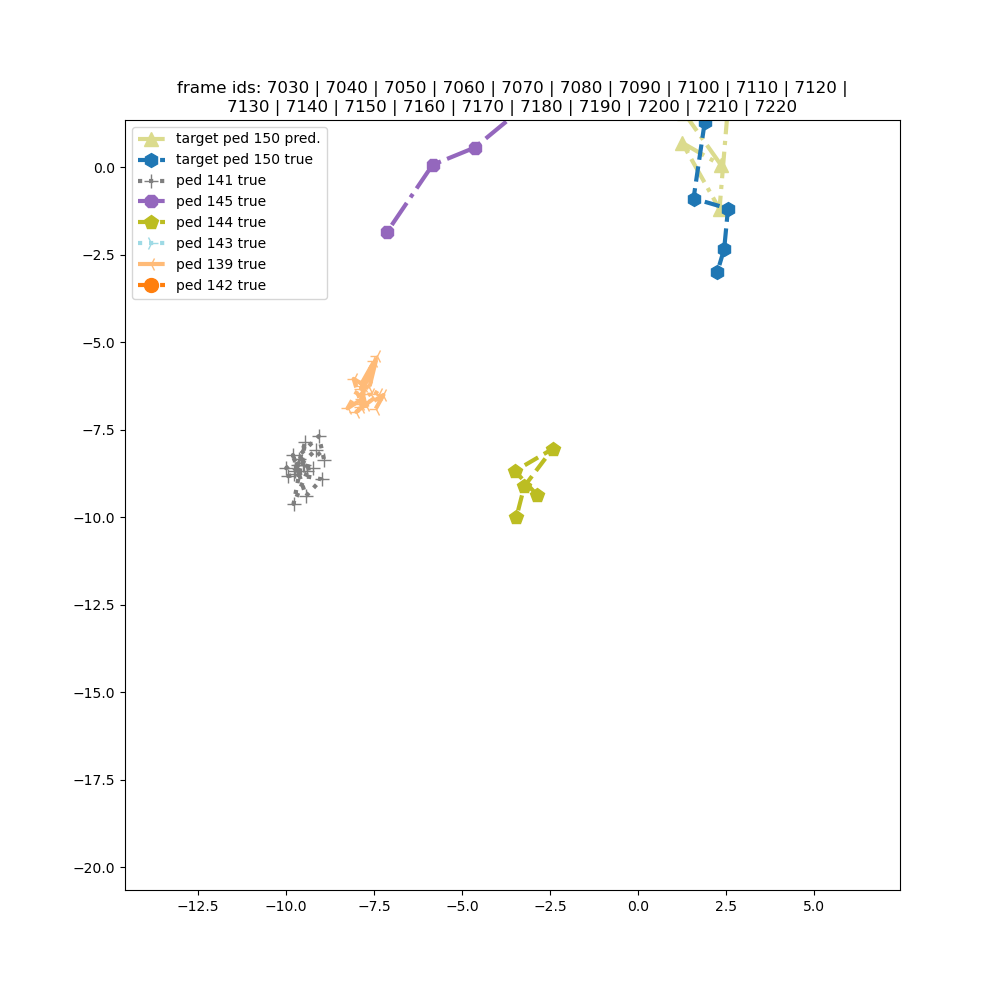 frame ids: 7030 | 7040 | 7050 | 7060 | 7070 | 7080 | 7090 | 7100 | 7110 | 7120 |
7130 | 7140 | 7150 | 7160 | 7170 | 7180 | 7190 | 7200 | 7210 | 7220
target ped 150 pred.
target ped 150 true
ped 141 true
ped 145 true
ped 144 true
ped 143 true
ped 139 true
ped 142 true
0.0
−2.5
−5.0
−7.5
−10.0
−12.5
−15.0
−17.5
−20.0
−12.5 −10.0 −7.5 −5.0 −2.5 0.0 2.5 5.0